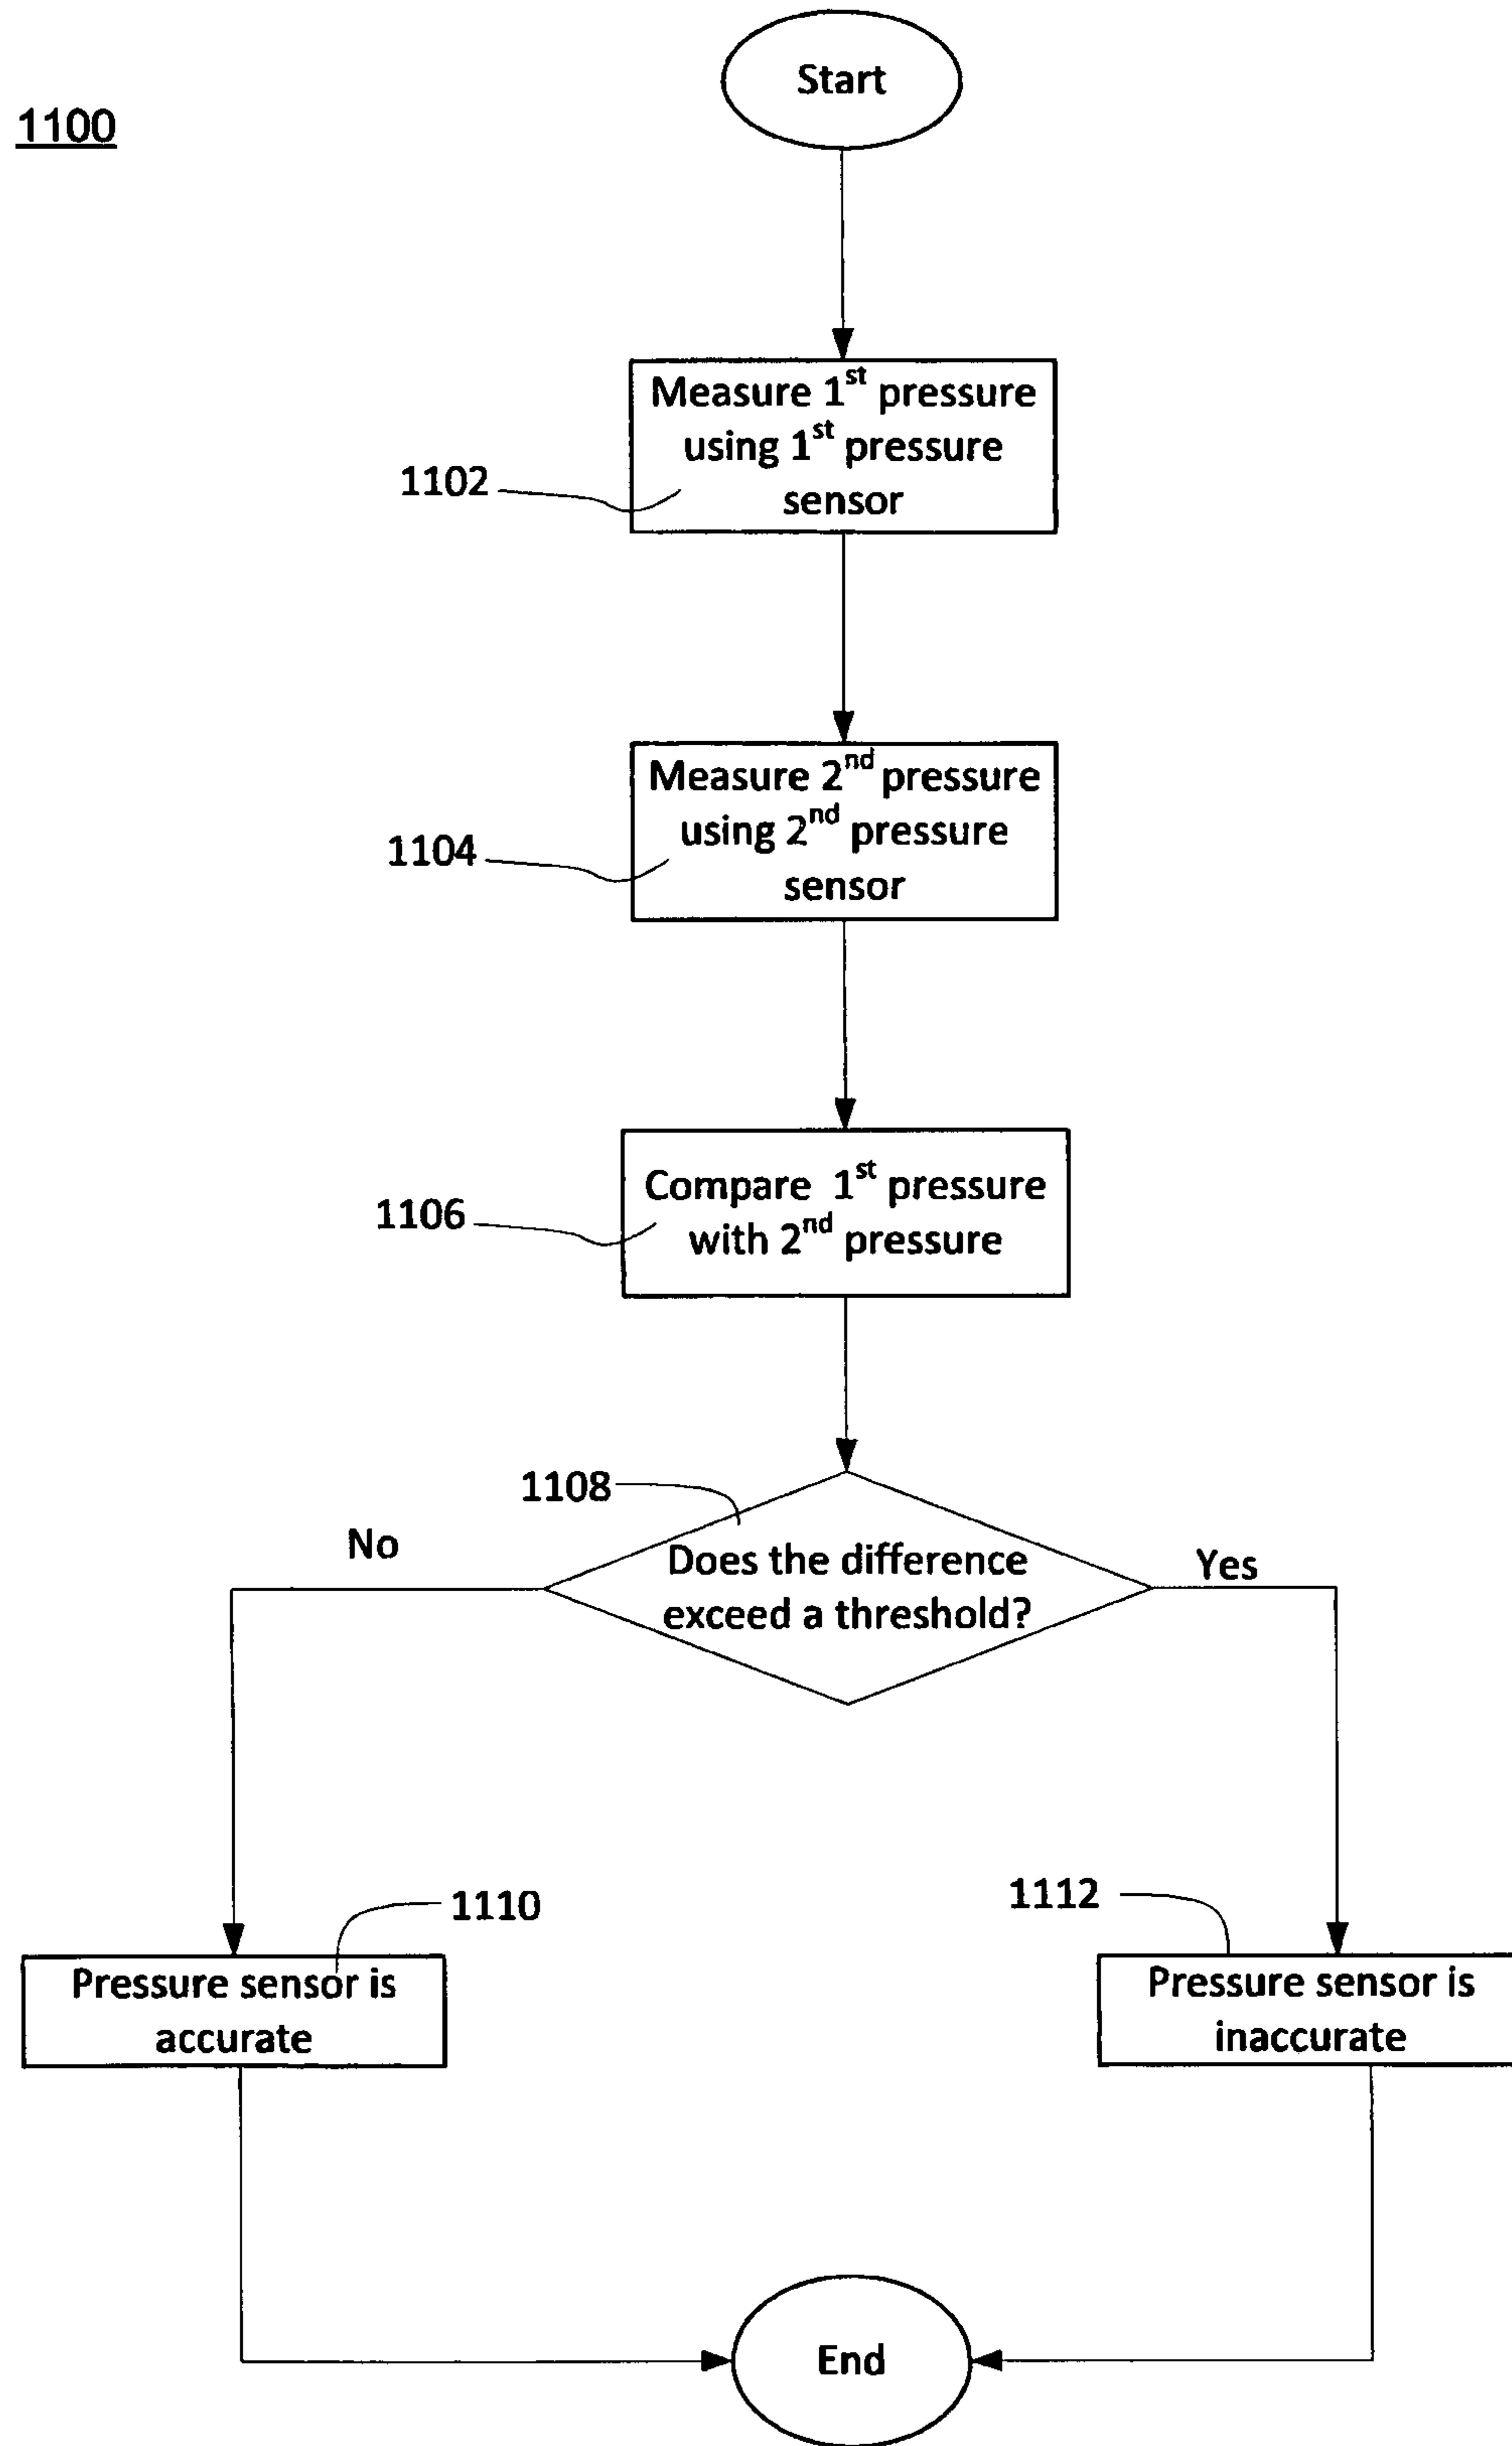 Start
1100
Measure 1st pressure
using 1st pressure
sensor
1102
Measure 2nd pressure
using 2nd pressure
sensor
1104
Compare 1st pressure
with 2nd pressure
1106
1108
No
Does the difference
exceed a threshold?
Yes
1110
1112
Pressure sensor is
accurate
Pressure sensor is
inaccurate
End